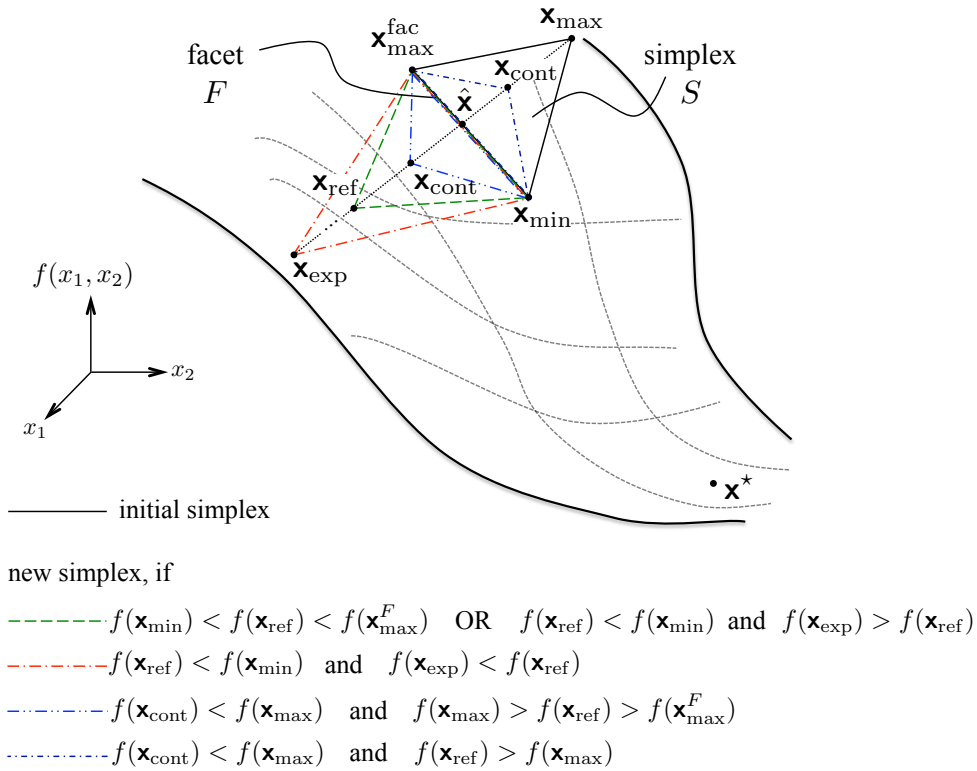 x_max
x_max^fac
facet
F
simplex
S
x_cont
x̂
x_ref
x_cont
x_min
x_exp
f(x_1, x_2)
x_2
x_1
x^⋆
initial simplex
new simplex, if
f(x_min) < f(x_ref) < f(x_max^F) OR f(x_ref) < f(x_min) and f(x_exp) > f(x_ref)
f(x_ref) < f(x_min) and f(x_exp) < f(x_ref)
f(x_cont) < f(x_max) and f(x_max) > f(x_ref) > f(x_max^F)
f(x_cont) < f(x_max) and f(x_ref) > f(x_max)